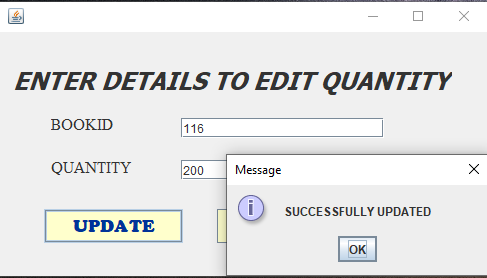 ENTER DETAILS TO EDIT QUANTITY
BOOKID
116
QUANTITY
200
Message
SUCCESSFULLY UPDATED
UPDATE
OK